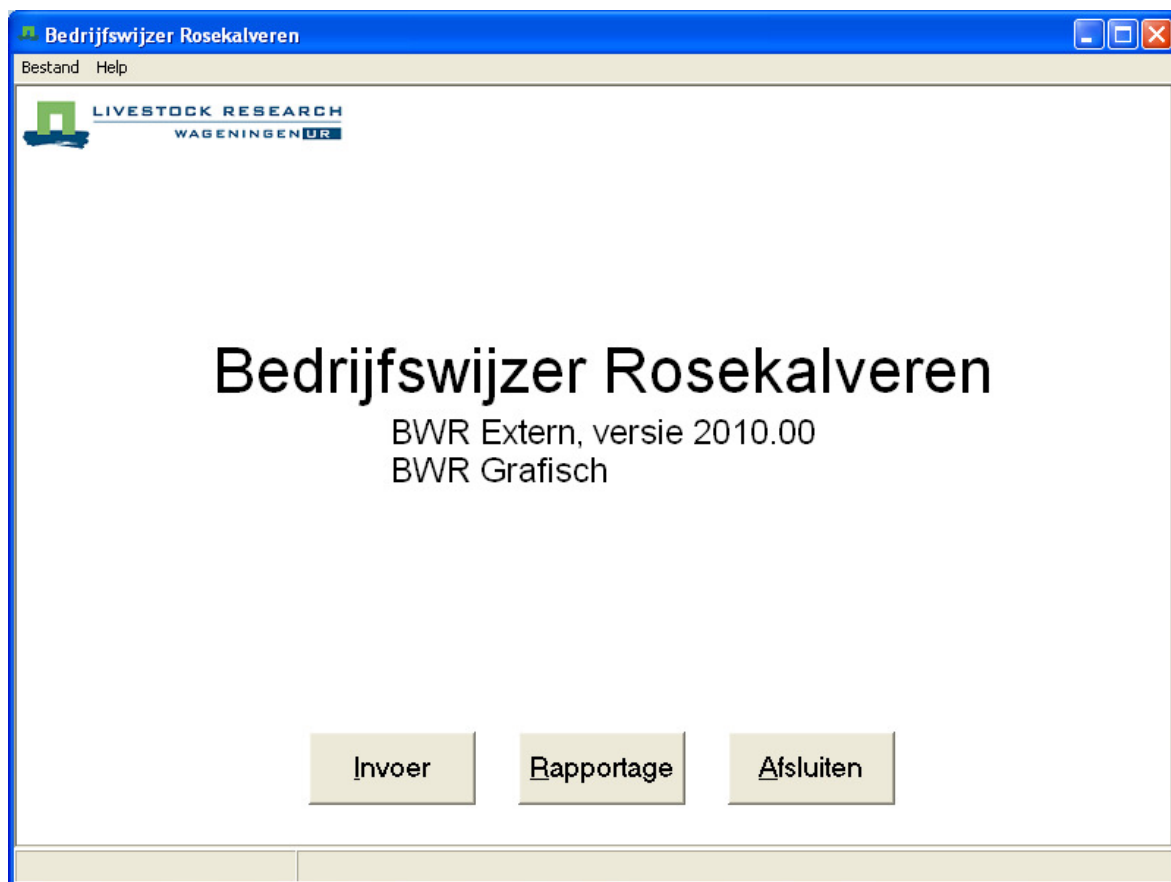 Bedrijfswijzer Rosekalveren
Bestand Help
LIVESTOCK RESEARCH
WAGENINGEN UR
Bedrijfswijzer Rosekalveren
BWR Extern, versie 2010.00
BWR Grafisch
Invoer Rapportage Afsluiten